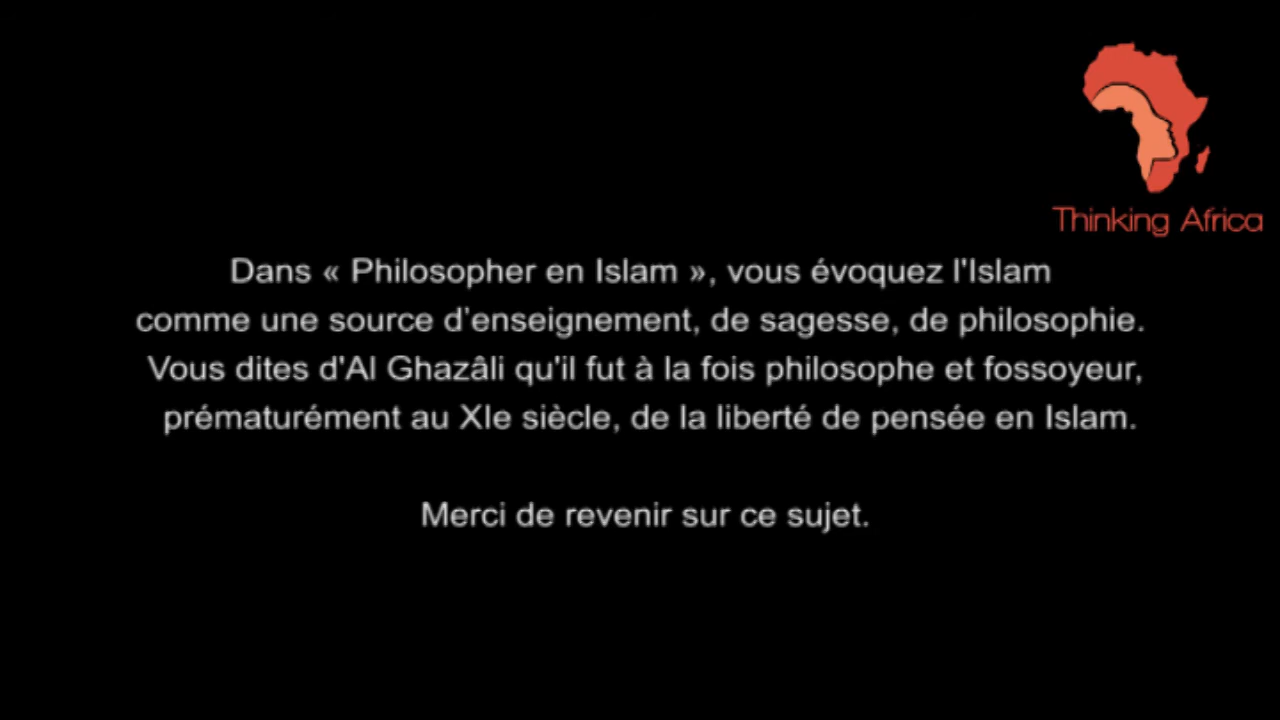 Thinking Africa
Dans « Philosopher en Islam », vous évoquez l'Islam
comme une source d'enseignement, de sagesse, de philosophie.
Vous dites d'Al Ghazâli qu'il fut à la fois philosophe et fossoyeur,
prématurément au XIe siècle, de la liberté de pensée en Islam.
Merci de revenir sur ce sujet.